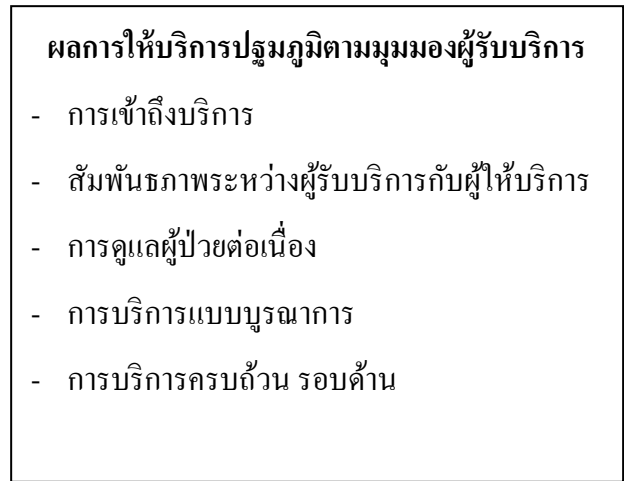 ผลการให้บริการปฐมภูมิตามมุมมองผู้รับบริการ
- การเข้าถึงบริการ
- สัมพันธภาพระหว่างผู้รับบริการกับผู้ให้บริการ
- การดูแลผู้ป่วยต่อเนื่อง
- การบริการแบบบูรณาการ
- การบริการครบถ้วน รอบด้าน